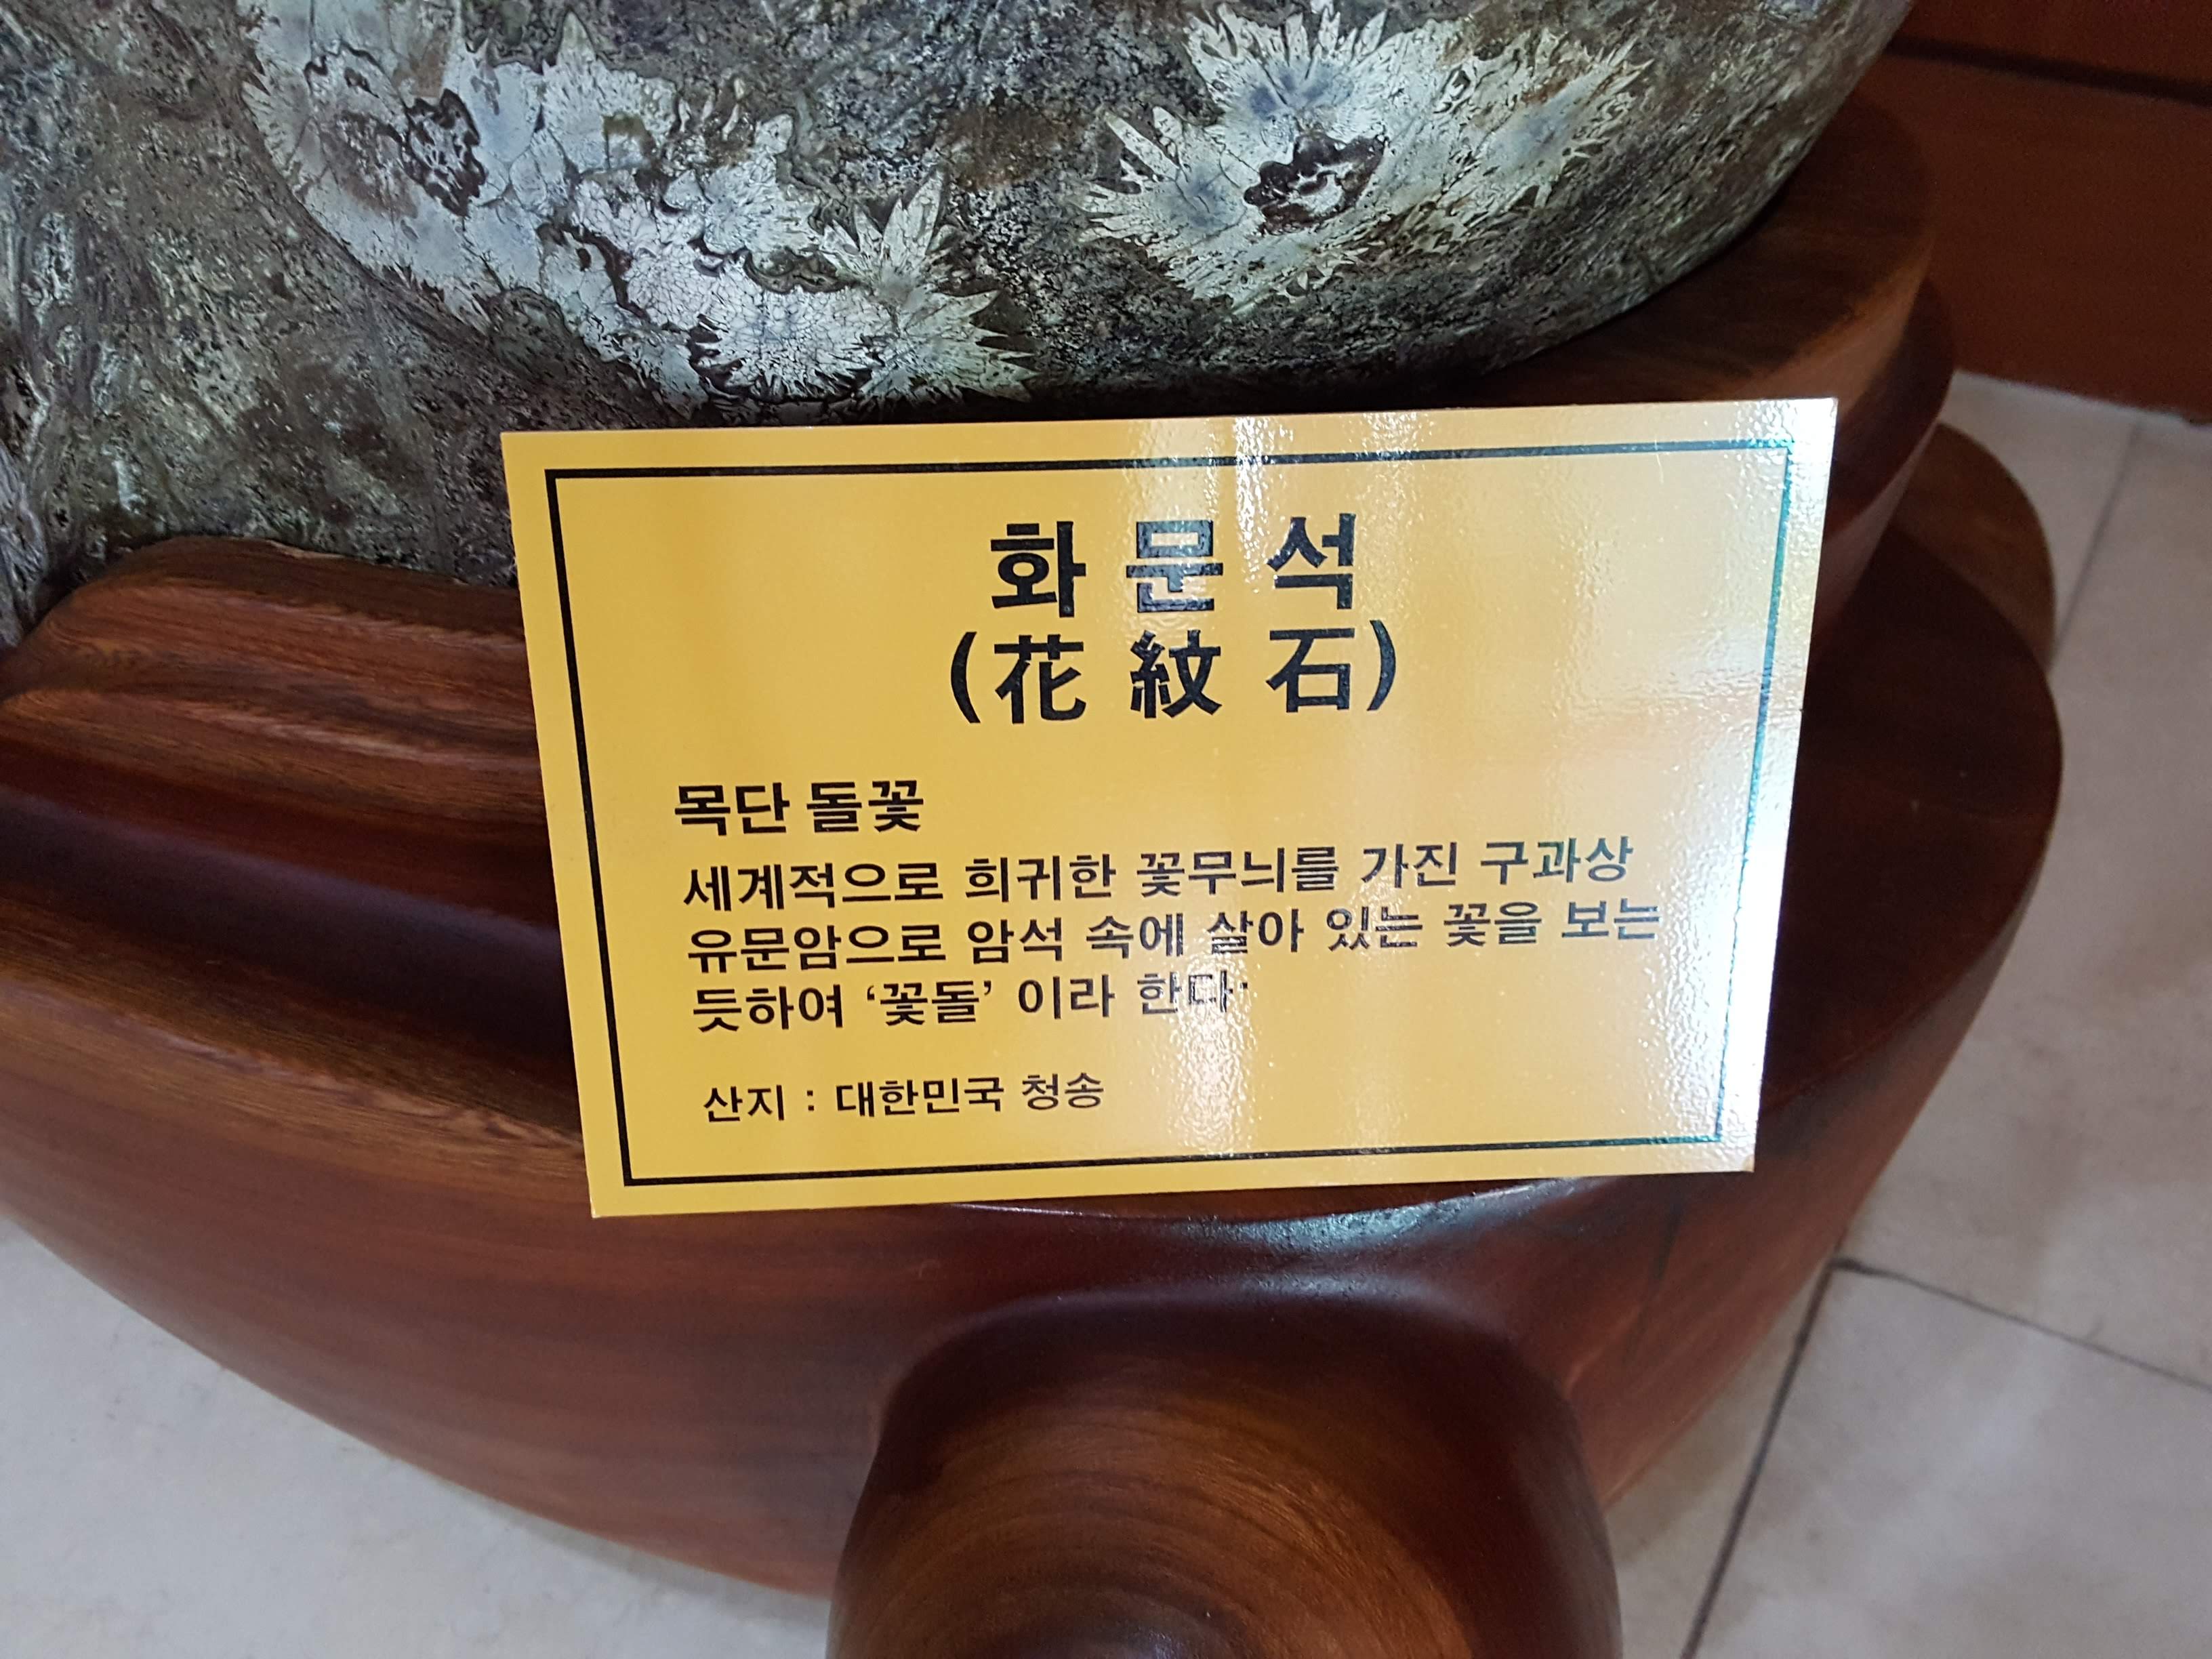 화 문 석
(花 紋 石)
목단 돌꽃
세계적으로 희귀한 꽃무늬를 가진 구과상
유문암으로 암석 속에 살아 있는 꽃을 보는
듯하여 ‘꽃돌’ 이라 한다.
산지 : 대한민국 청송